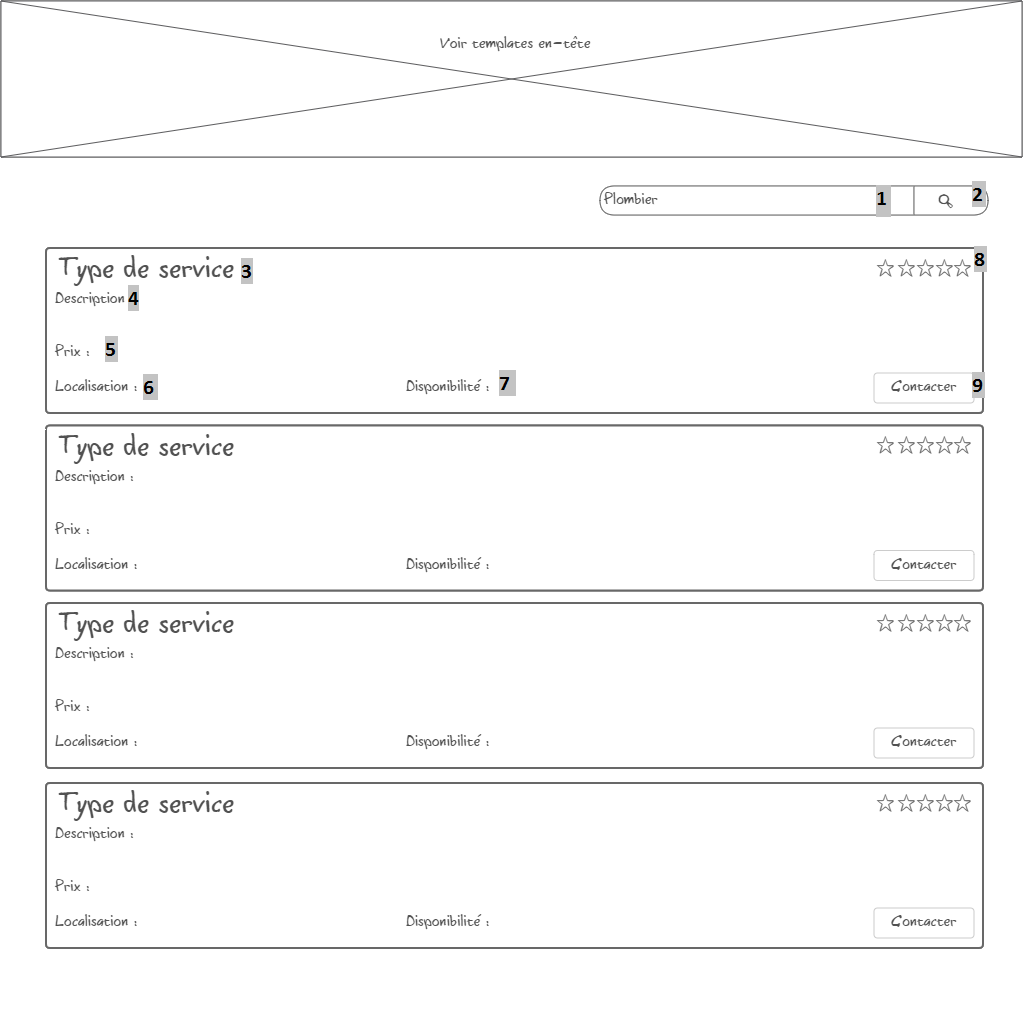 Voir templates en-tête
Plombier 1 2
Type de service 3 8
Description 4
Prix : 5
Localisation : 6 Disponibilité : 7 Contacter 9
Type de service
Description :
Prix :
Localisation : Disponibilité : Contacter
Type de service
Description :
Prix :
Localisation : Disponibilité : Contacter
Type de service
Description :
Prix :
Localisation : Disponibilité : Contacter